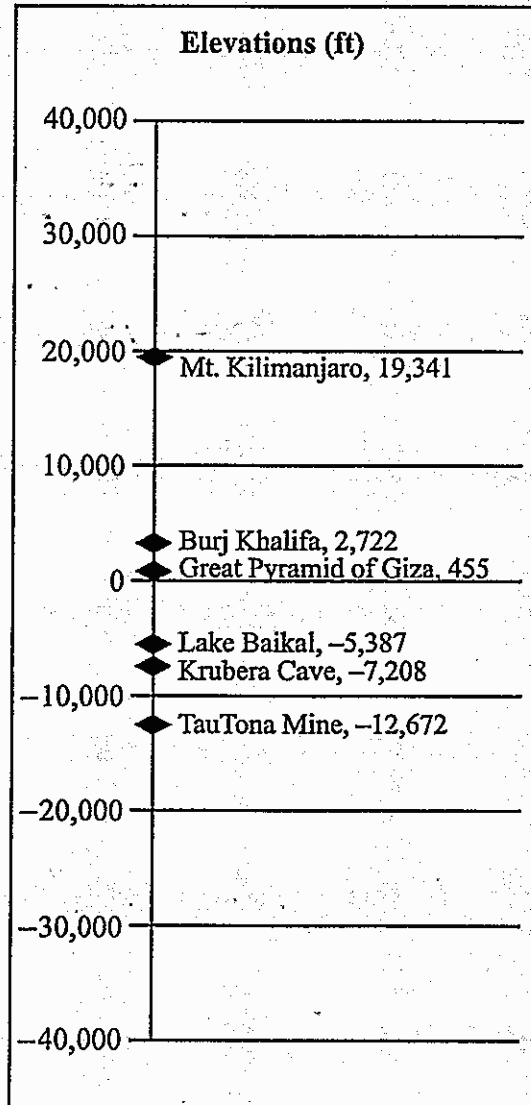 Elevations (ft)
40,000
30,000
20,000
Mt. Kilimanjaro, 19,341
10,000
Burj Khalifa, 2,722
Great Pyramid of Giza, 455
0
Lake Baikal, –5,387
Krubera Cave, –7,208
–10,000
TauTona Mine, –12,672
–20,000
–30,000
–40,000